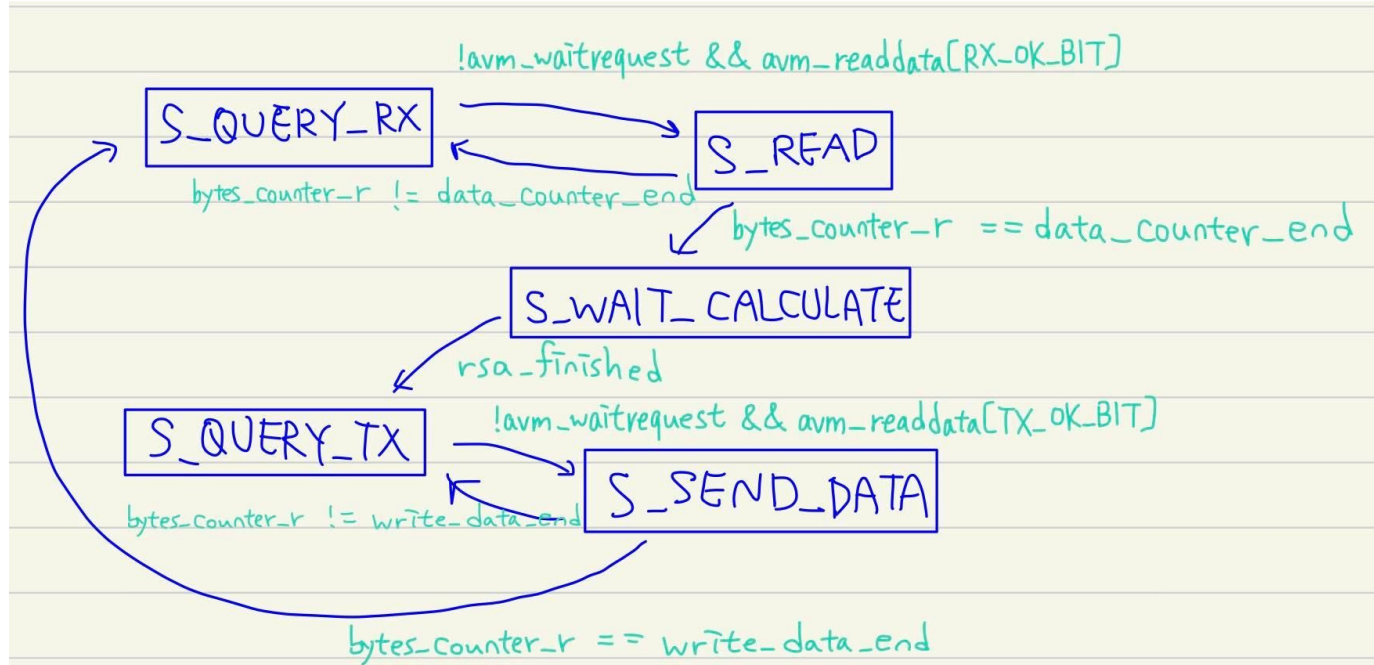 !avm_waitrequest && avm_readdata[RX_OK_BIT]
S_QUERY_RX
S_READ
bytes_counter_r != data_counter_end
bytes_counter_r == data_counter_end
S_WAIT_CALCULATE
rsa_finished
!avm_waitrequest && avm_readdata[TX_OK_BIT]
S_QUERY_TX
S_SEND_DATA
bytes_counter_r != write_data_end
bytes_counter_r == write_data_end